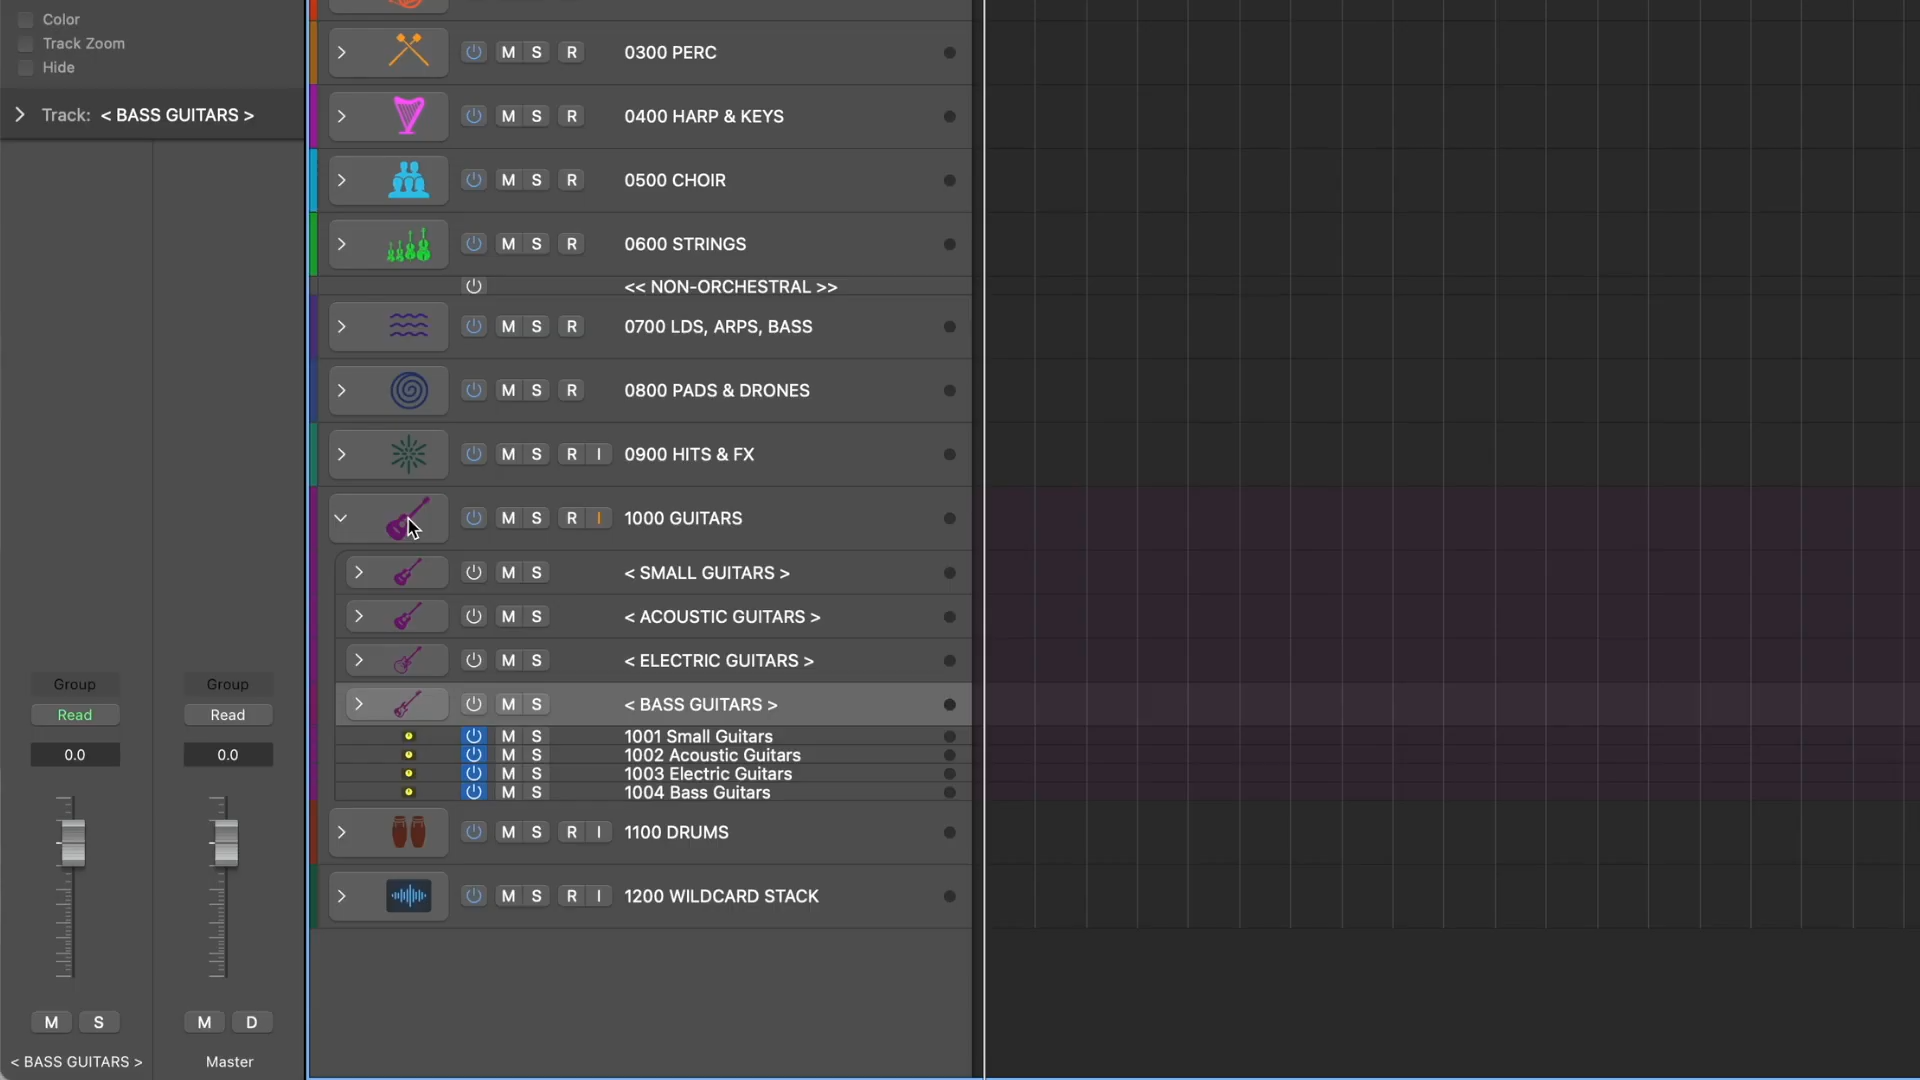 Color
Track Zoom
Hide
Track: < BASS GUITARS >
M S R 0300 PERC
M S R 0400 HARP & KEYS
M S R 0500 CHOIR
M S R 0600 STRINGS
<< NON-ORCHESTRAL >>
M S R 0700 LDS, ARPS, BASS
M S R 0800 PADS & DRONES
M S R I 0900 HITS & FX
M S R I 1000 GUITARS
M S < SMALL GUITARS >
M S < ACOUSTIC GUITARS >
M S < ELECTRIC GUITARS >
M S < BASS GUITARS >
M S 1001 Small Guitars
M S 1002 Acoustic Guitars
M S 1003 Electric Guitars
M S 1004 Bass Guitars
M S R I 1100 DRUMS
M S R I 1200 WILDCARD STACK
Group Group
Read Read
0.0 0.0
M S M D
< BASS GUITARS > Master